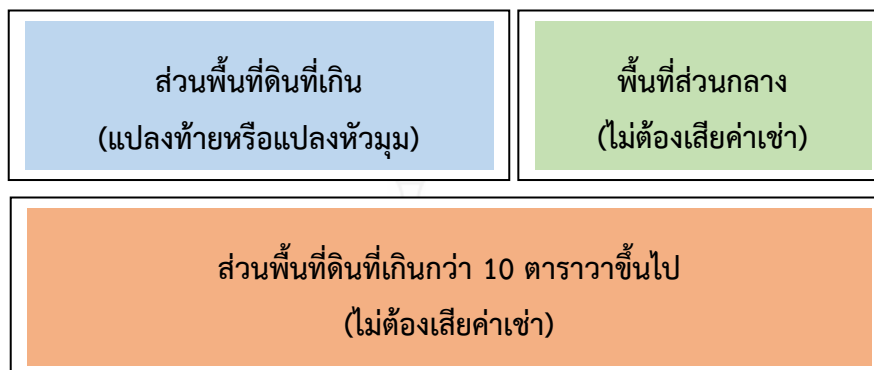 ส่วนพื้นที่ดินที่เกิน
(แปลงท้ายหรือแปลงหัวมุม)
พื้นที่ส่วนกลาง
(ไม่ต้องเสียค่าเช่า)
ส่วนพื้นที่ดินที่เกินกว่า 10 ตาราวาขึ้นไป
(ไม่ต้องเสียค่าเช่า)